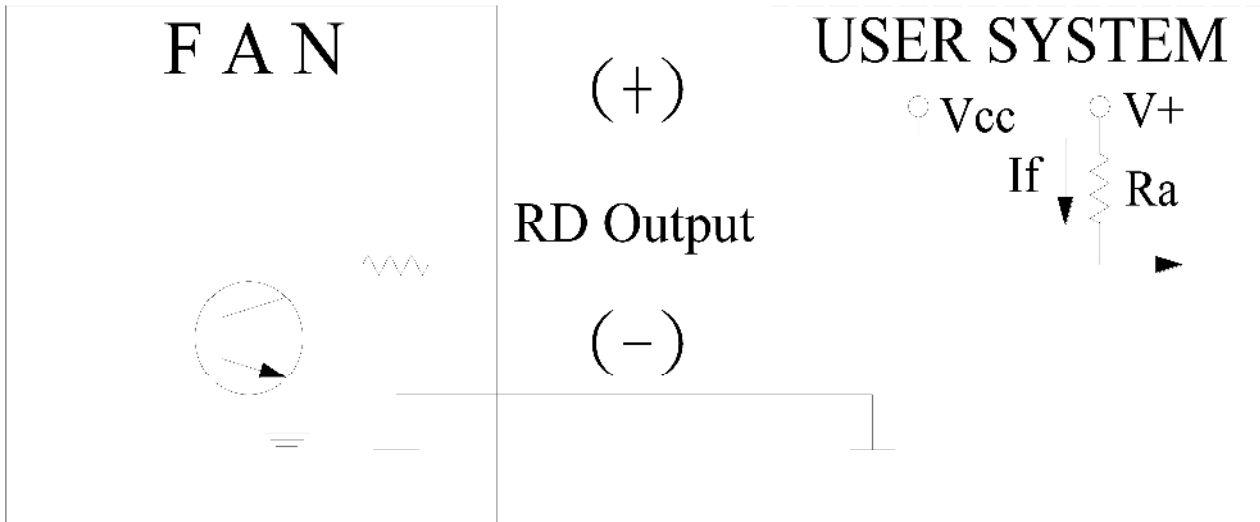 F A N
(+)
USER SYSTEM
Vcc
V+
If
Ra
RD Output
(−)